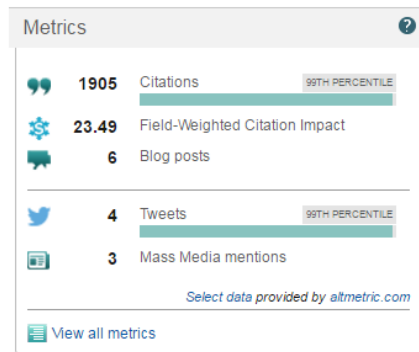 Metrics ?
1905 Citations 99TH PERCENTILE
23.49 Field-Weighted Citation Impact
6 Blog posts
4 Tweets 99TH PERCENTILE
3 Mass Media mentions
Select data provided by altmetric.com
View all metrics